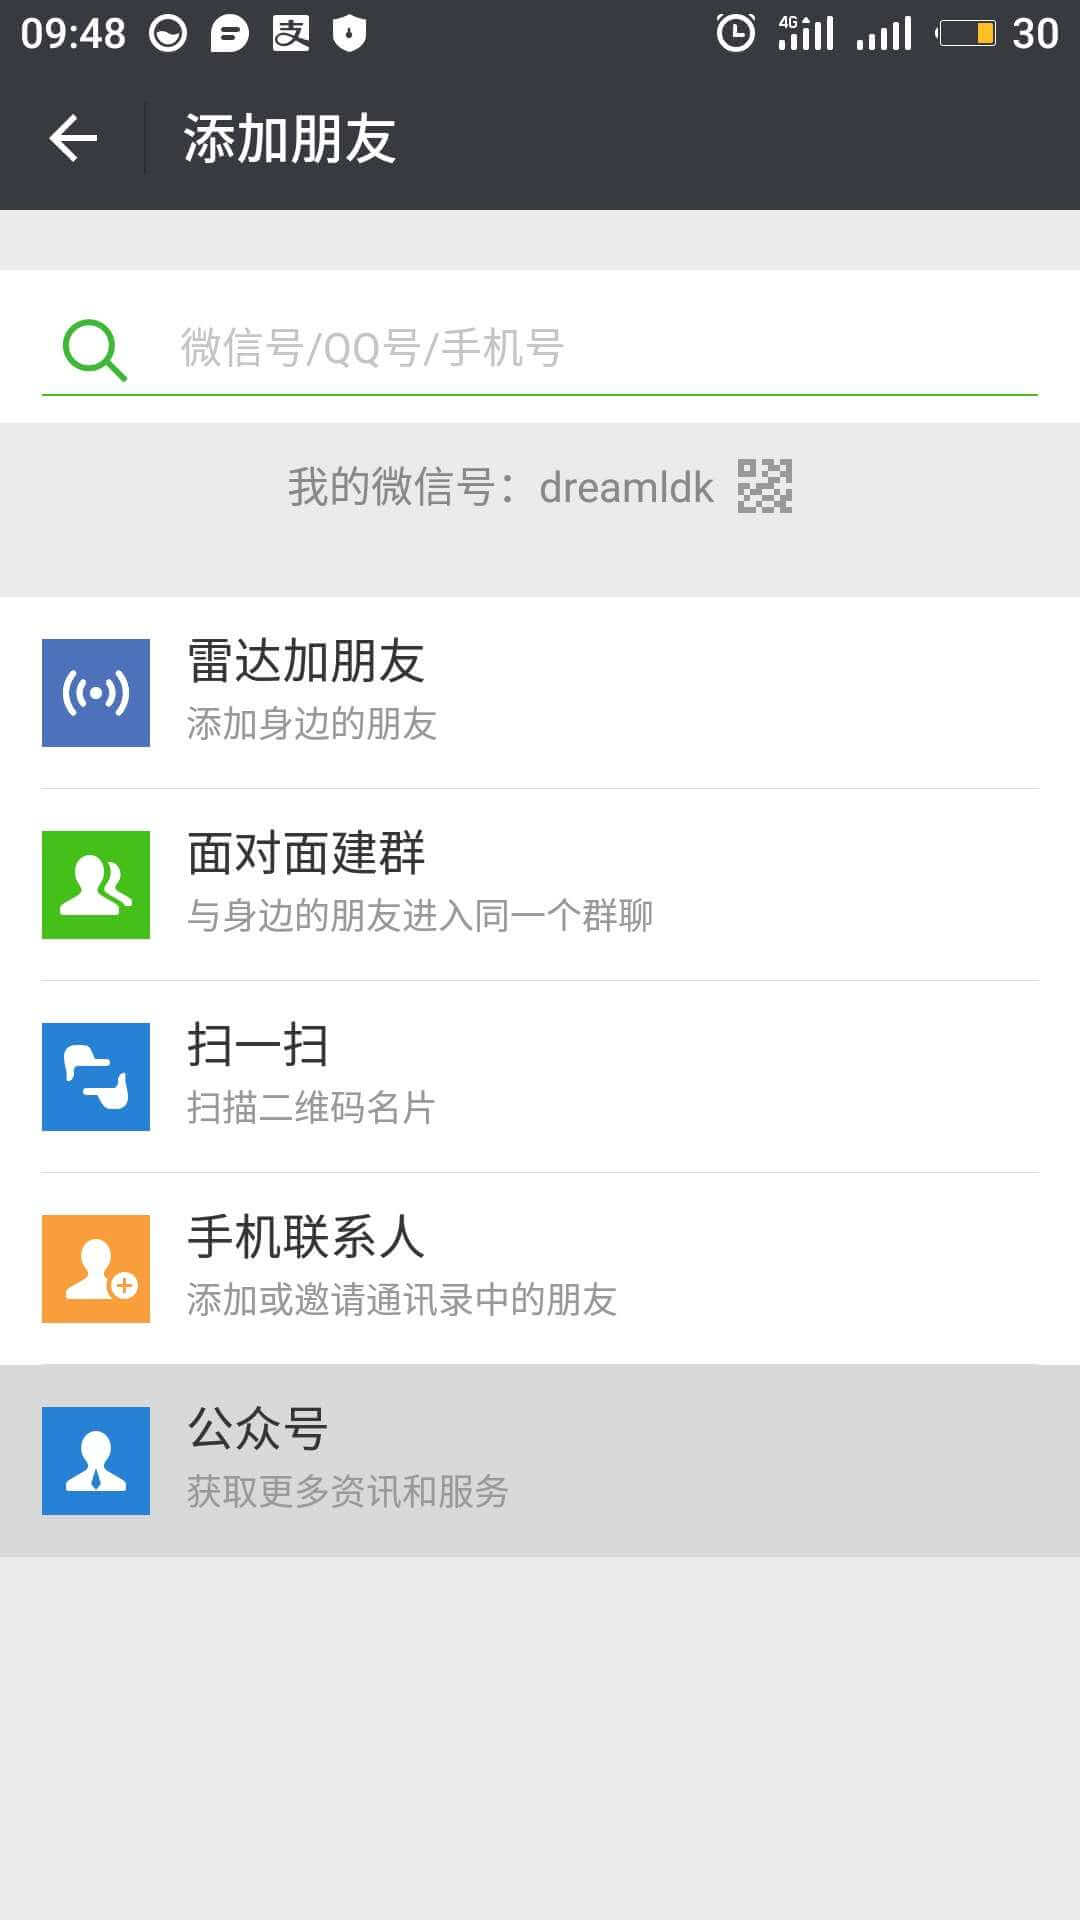 09:48
支
4G
30
添加朋友
微信号/QQ号/手机号
我的微信号：dreamldk
雷达加朋友
添加身边的朋友
面对面建群
与身边的朋友进入同一个群聊
扫一扫
扫描二维码名片
手机联系人
添加或邀请通讯录中的朋友
公众号
获取更多资讯和服务